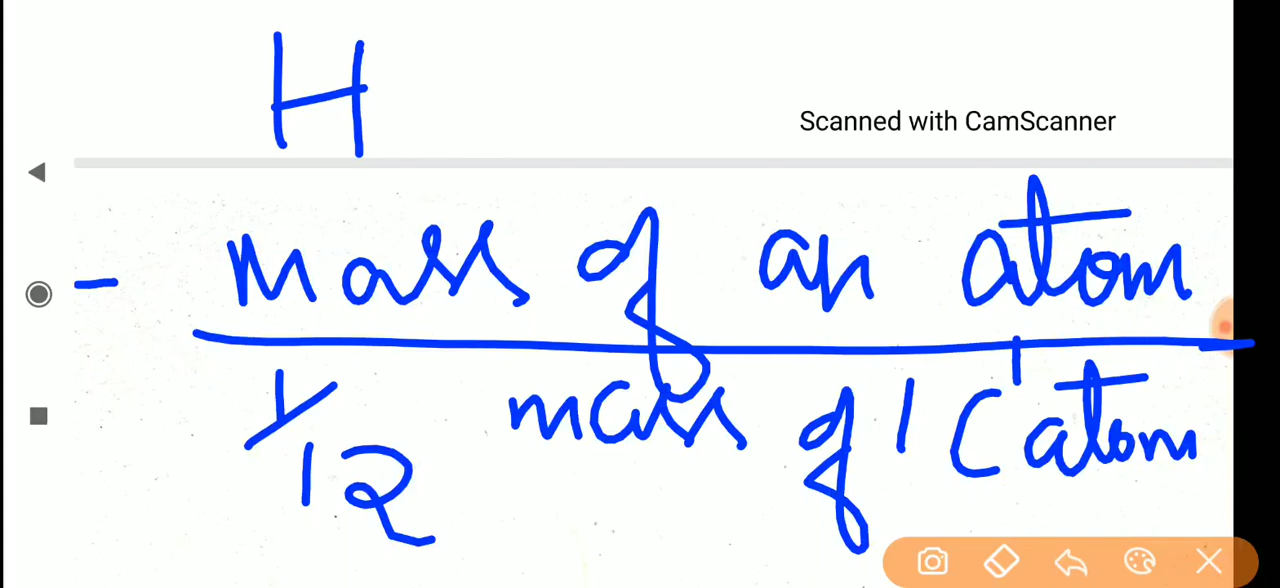 H
Scanned with CamScanner
- mass of an atom
1/12 mass of 1 C atom